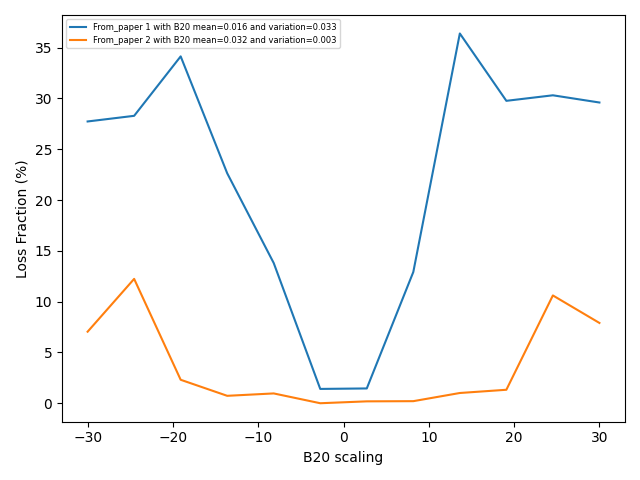 From_paper 1 with B20 mean=0.016 and variation=0.033
From_paper 2 with B20 mean=0.032 and variation=0.003
Loss Fraction (%)
35
30
25
20
15
10
5
0
−30 −20 −10 0 10 20 30
B20 scaling